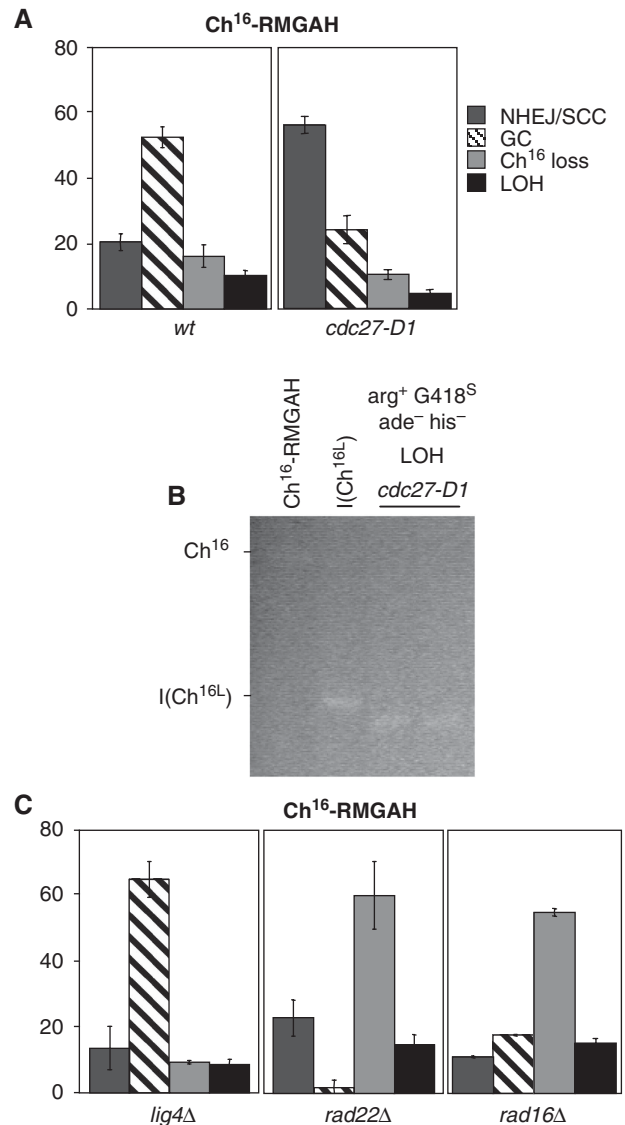 A
Ch¹⁶-RMGAH
80
60
40
20
0
wt
cdc27-D1
NHEJ/SCC
GC
Ch¹⁶ loss
LOH
B
Ch¹⁶-RMGAH
I(Ch¹⁶ᴸ)
arg⁺ G418ˢ
ade⁻ his⁻
LOH
cdc27-D1
Ch¹⁶
I(Ch¹⁶ᴸ)
C
Ch¹⁶-RMGAH
80
60
40
20
0
lig4Δ
rad22Δ
rad16Δ